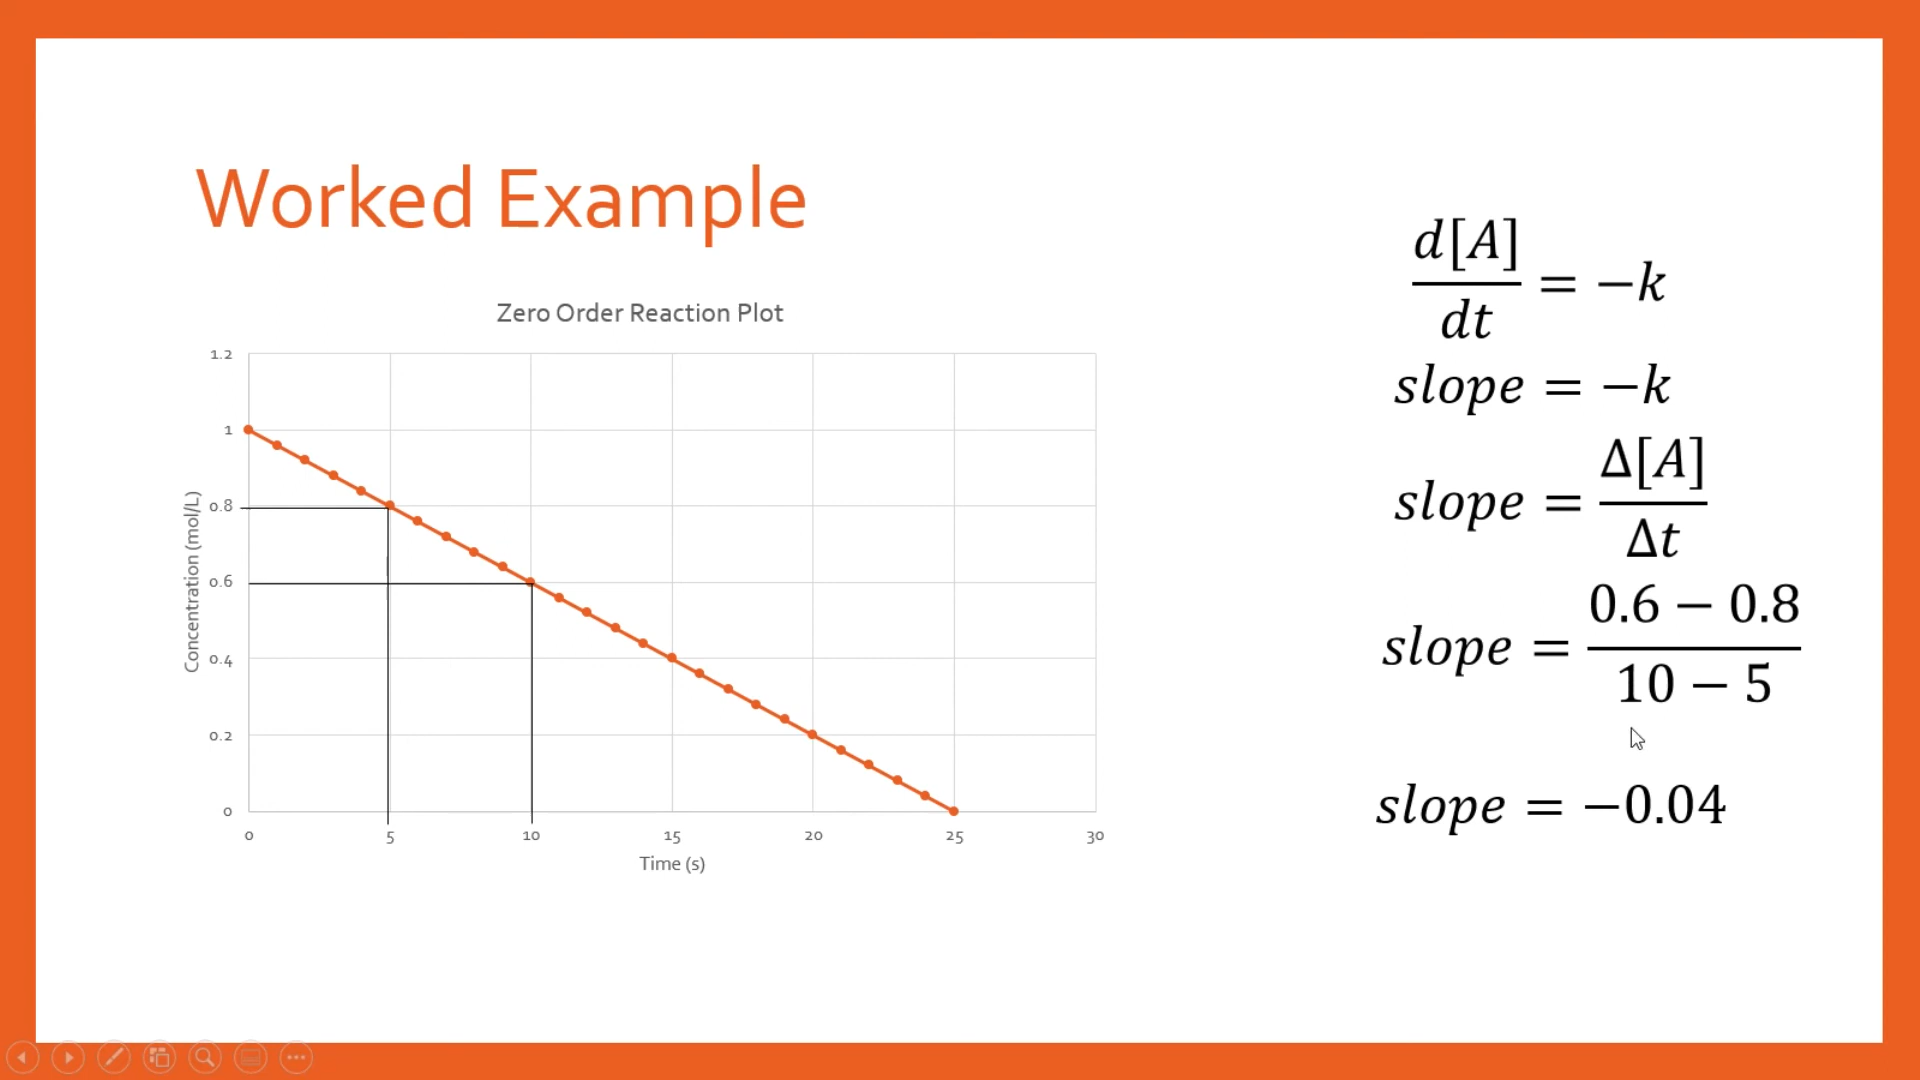 Worked Example
Zero Order Reaction Plot
1.2
1
0.8
0.6
0.4
0.2
0
Concentration (mol/L)
0 5 10 15 20 25 30
Time (s)
d[A]/dt = −k
slope = −k
slope = Δ[A]/Δt
slope = (0.6 − 0.8)/(10 − 5)
slope = −0.04